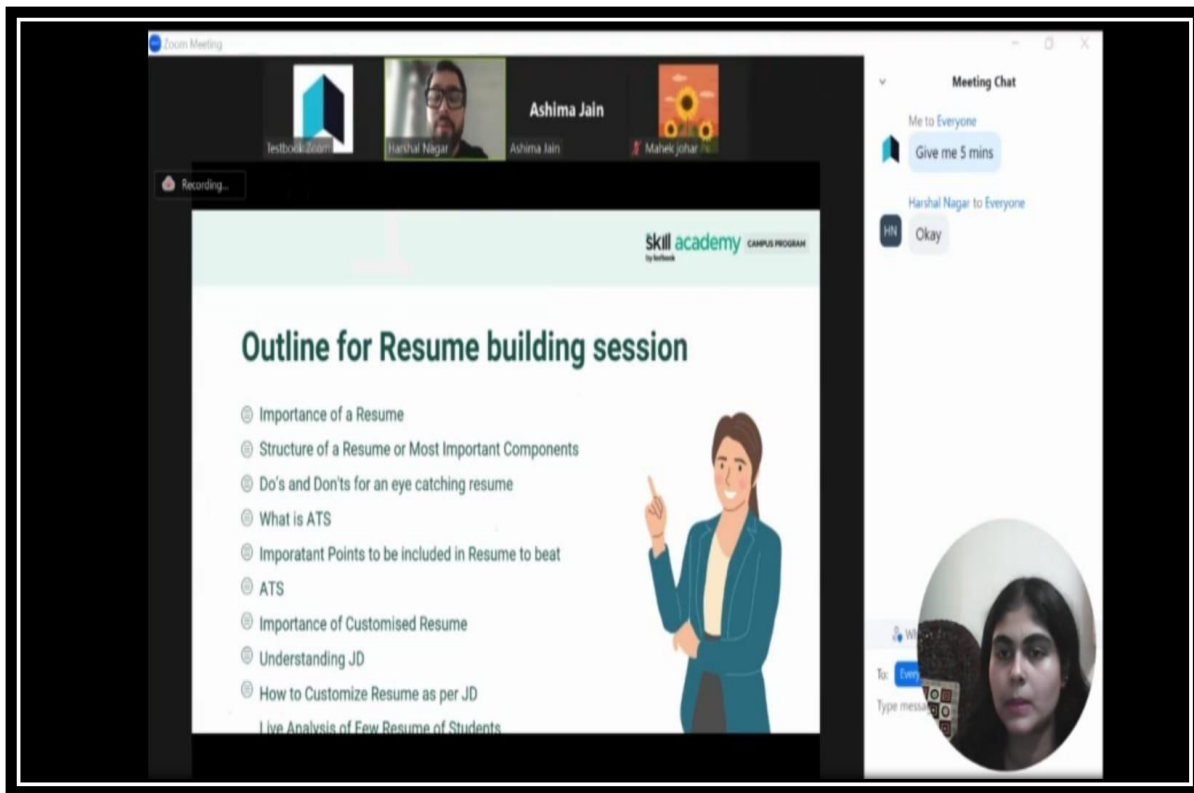 Zoom Meeting
Testbook Zoom
Harshal Nagar
Ashima Jain
Ashima Jain
Mahek johar
Recording...
Skill academy CAMPUS PROGRAM
by testbook
Outline for Resume building session
Importance of a Resume
Structure of a Resume or Most Important Components
Do's and Don'ts for an eye catching resume
What is ATS
Imporatant Points to be included in Resume to beat
ATS
Importance of Customised Resume
Understanding JD
How to Customize Resume as per JD
Live Analysis of Few Resume of Students
Meeting Chat
Me to Everyone
Give me 5 mins
Harshal Nagar to Everyone
HN
Okay
To:
Type